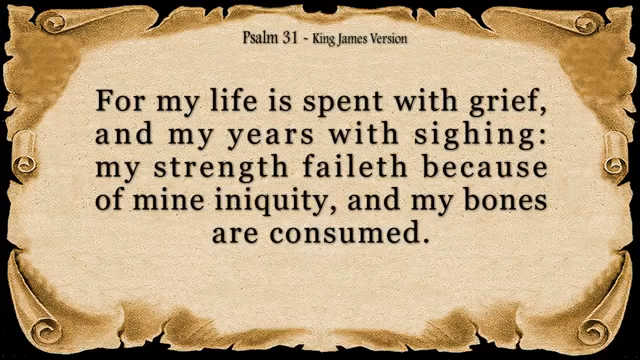 Psalm 31 - King James Version
For my life is spent with grief,
and my years with sighing:
my strength faileth because
of mine iniquity, and my bones
are consumed.